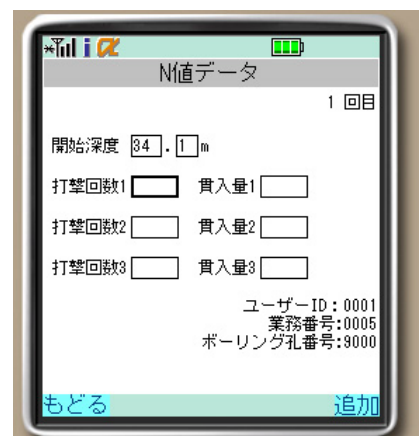 N値データ
1 回目
開始深度 34 . 1 m
打撃回数1 貫入量1
打撃回数2 貫入量2
打撃回数3 貫入量3
ユーザーID:0001
業務番号:0005
ボーリング孔番号:9000
もどる 追加